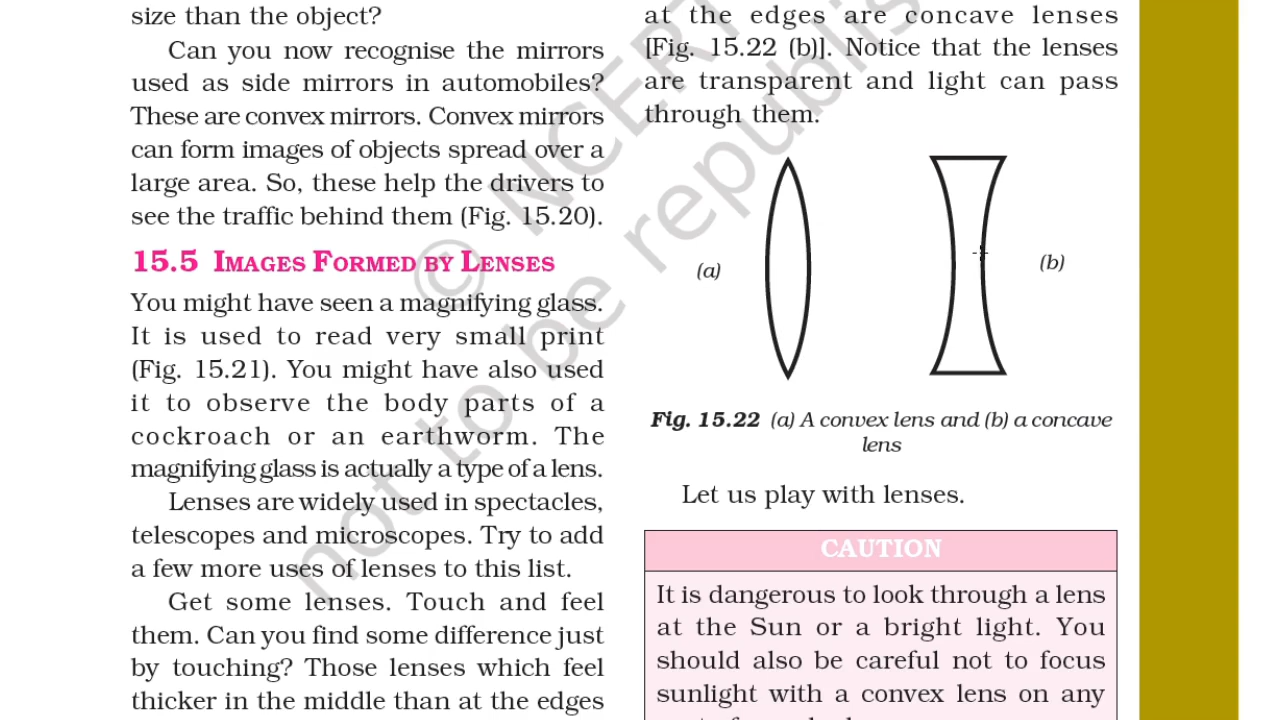 size than the object?
Can you now recognise the mirrors
used as side mirrors in automobiles?
These are convex mirrors. Convex mirrors
can form images of objects spread over a
large area. So, these help the drivers to
see the traffic behind them (Fig. 15.20).
15.5 IMAGES FORMED BY LENSES
You might have seen a magnifying glass.
It is used to read very small print
(Fig. 15.21). You might have also used
it to observe the body parts of a
cockroach or an earthworm. The
magnifying glass is actually a type of a lens.
Lenses are widely used in spectacles,
telescopes and microscopes. Try to add
a few more uses of lenses to this list.
Get some lenses. Touch and feel
them. Can you find some difference just
by touching? Those lenses which feel
thicker in the middle than at the edges
at the edges are concave lenses
[Fig. 15.22 (b)]. Notice that the lenses
are transparent and light can pass
through them.
(a)
(b)
Fig. 15.22 (a) A convex lens and (b) a concave
lens
Let us play with lenses.
CAUTION
It is dangerous to look through a lens
at the Sun or a bright light. You
should also be careful not to focus
sunlight with a convex lens on any
© NCERT
not to be republis